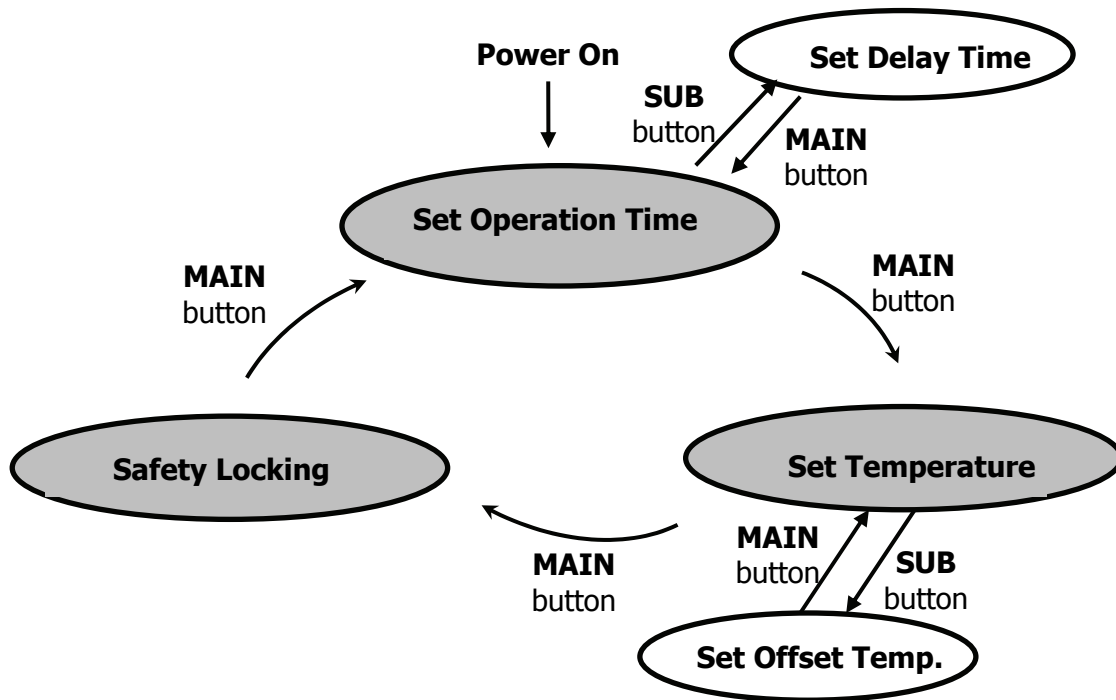 Power On
Set Delay Time
SUB
button
MAIN
button
Set Operation Time
MAIN
button
MAIN
button
Safety Locking
Set Temperature
MAIN
button
MAIN
button
SUB
button
Set Offset Temp.